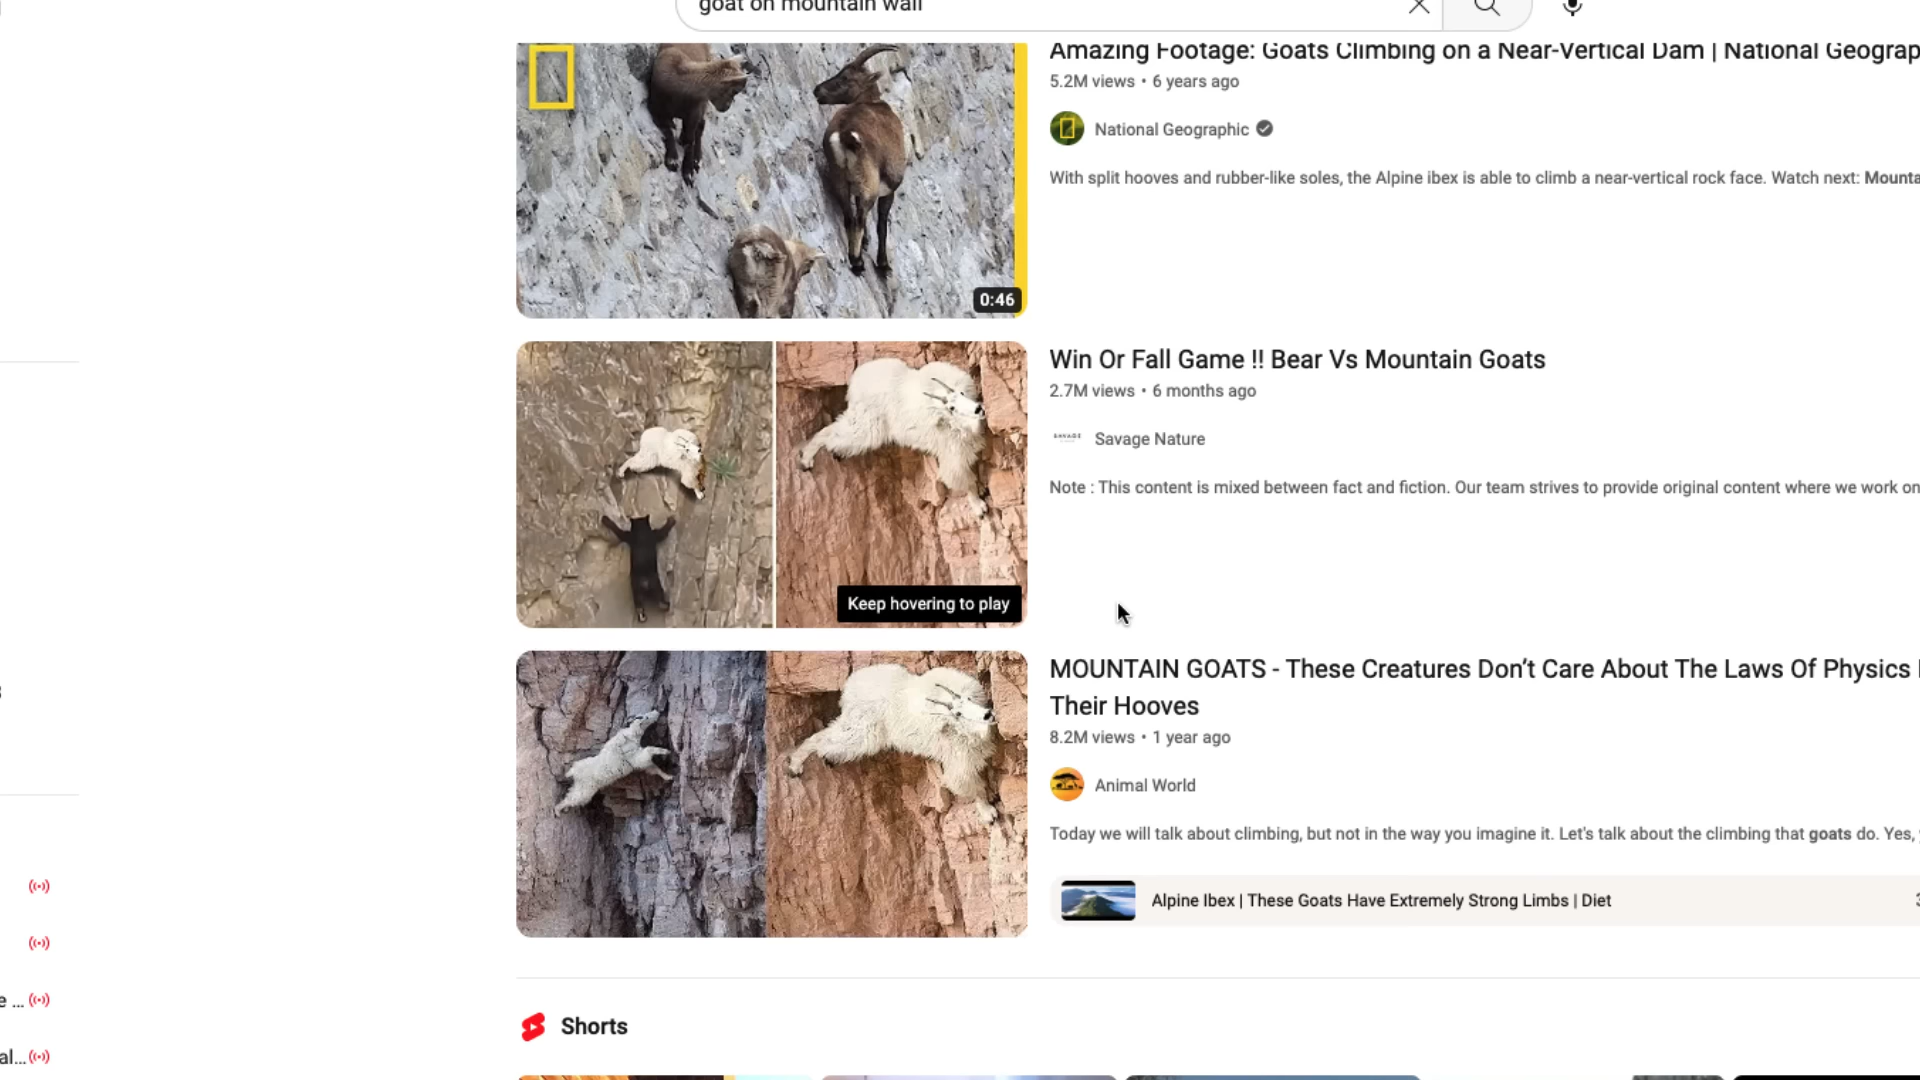 goat on mountain wall
Amazing Footage: Goats Climbing on a Near-Vertical Dam | National Geograp
5.2M views • 6 years ago
National Geographic
With split hooves and rubber-like soles, the Alpine ibex is able to climb a near-vertical rock face. Watch next: Mounta
0:46
Win Or Fall Game !! Bear Vs Mountain Goats
2.7M views • 6 months ago
SAVAGE
Savage Nature
Note : This content is mixed between fact and fiction. Our team strives to provide original content where we work on
Keep hovering to play
MOUNTAIN GOATS - These Creatures Don’t Care About The Laws Of Physics
Their Hooves
8.2M views • 1 year ago
Animal World
Today we will talk about climbing, but not in the way you imagine it. Let's talk about the climbing that goats do. Yes,
Alpine Ibex | These Goats Have Extremely Strong Limbs | Diet
Shorts
e ...
al...